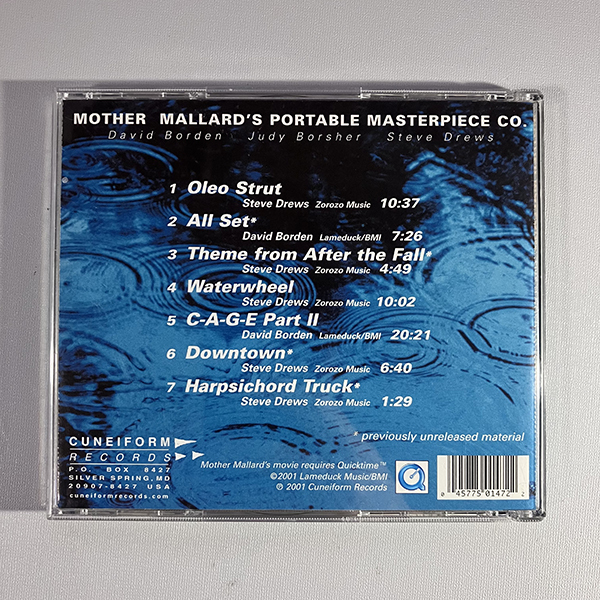 MOTHER MALLARD'S PORTABLE MASTERPIECE CO.
David Borden Judy Borsher Steve Drews
1 Oleo Strut
Steve Drews Zorozo Music 10:37
2 All Set*
David Borden Lameduck/BMI 7:26
3 Theme from After the Fall*
Steve Drews Zorozo Music 4:49
4 Waterwheel
Steve Drews Zorozo Music 10:02
5 C-A-G-E Part II
David Borden Lameduck/BMI 20:21
6 Downtown*
Steve Drews Zorozo Music 6:40
7 Harpsichord Truck*
Steve Drews Zorozo Music 1:29
* previously unreleased material
CUNEIFORM
RECORDS
P.O. BOX 8427
SILVER SPRING, MD
20907-8427 USA
cuneiformrecords.com
Mother Mallard's movie requires Quicktime™
©2001 Lameduck Music/BMI
℗ 2001 Cuneiform Records
0 45775 01472 2